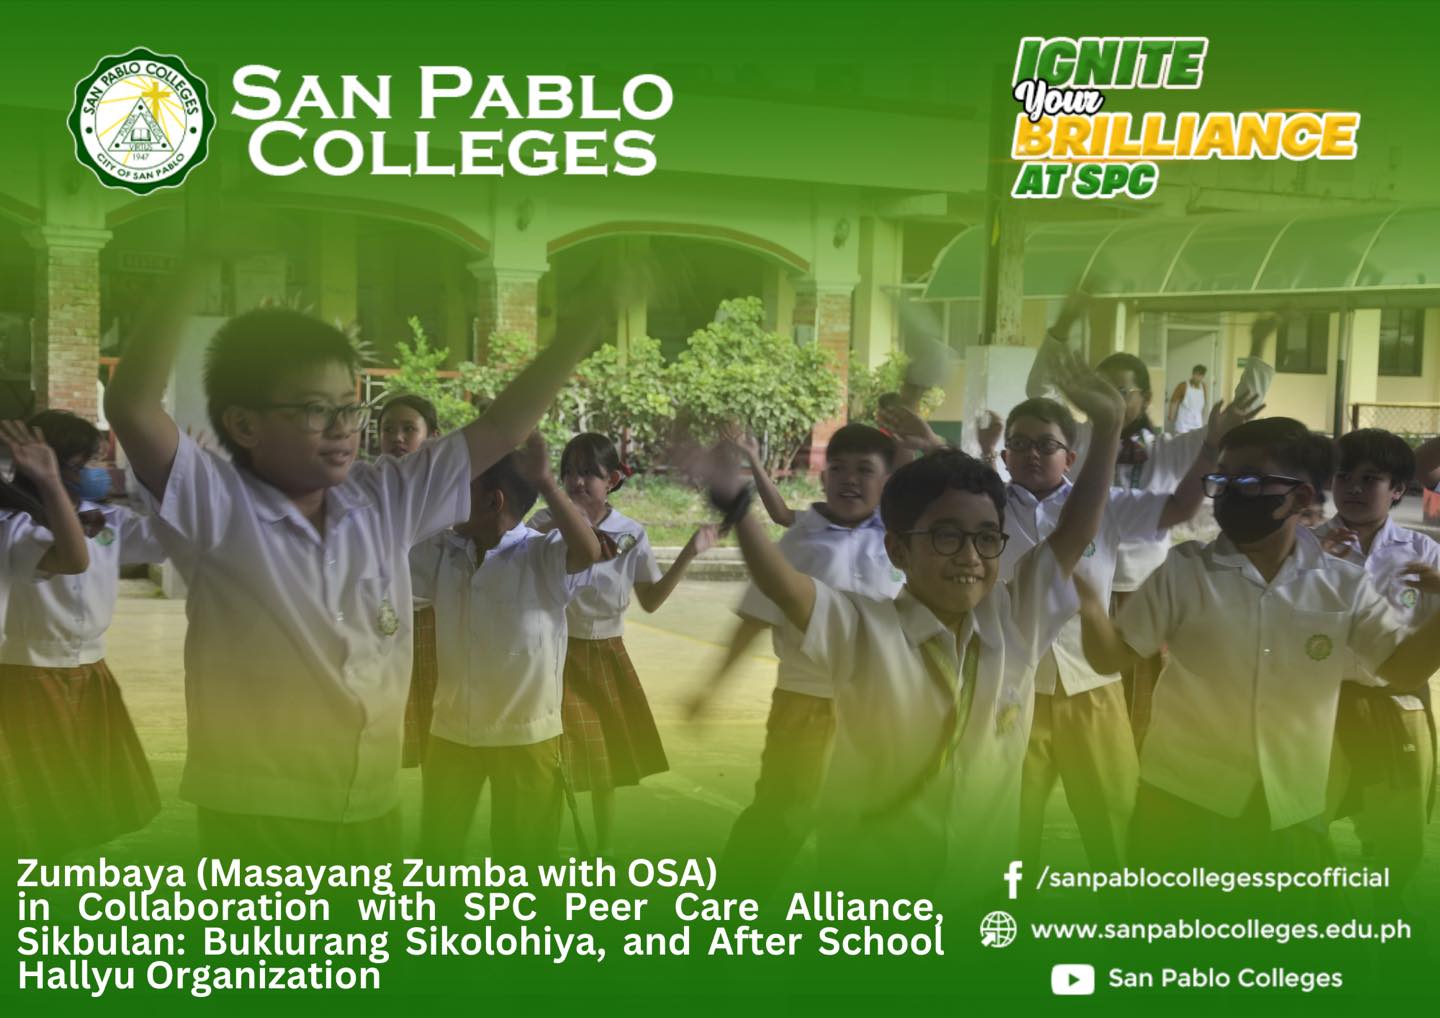 SAN PABLO COLLEGES
CITY OF SAN PABLO
VIRTUS
1947
SAN PABLO
COLLEGES
IGNITE
Your
BRILLIANCE
AT SPC
Zumbaya (Masayang Zumba with OSA)
in Collaboration with SPC Peer Care Alliance,
Sikbulan: Buklurang Sikolohiya, and After School
Hallyu Organization
/sanpablocollegesspcofficial
www.sanpablocolleges.edu.ph
San Pablo Colleges